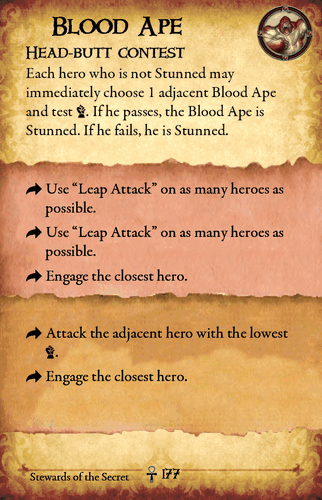 Blood Ape
Head-butt contest
Each hero who is not Stunned may
immediately choose 1 adjacent Blood Ape
and test . If he passes, the Blood Ape is
Stunned. If he fails, he is Stunned.
Use “Leap Attack” on as many heroes as
possible.
Use “Leap Attack” on as many heroes as
possible.
Engage the closest hero.
Attack the adjacent hero with the lowest
.
Engage the closest hero.
Stewards of the Secret 177